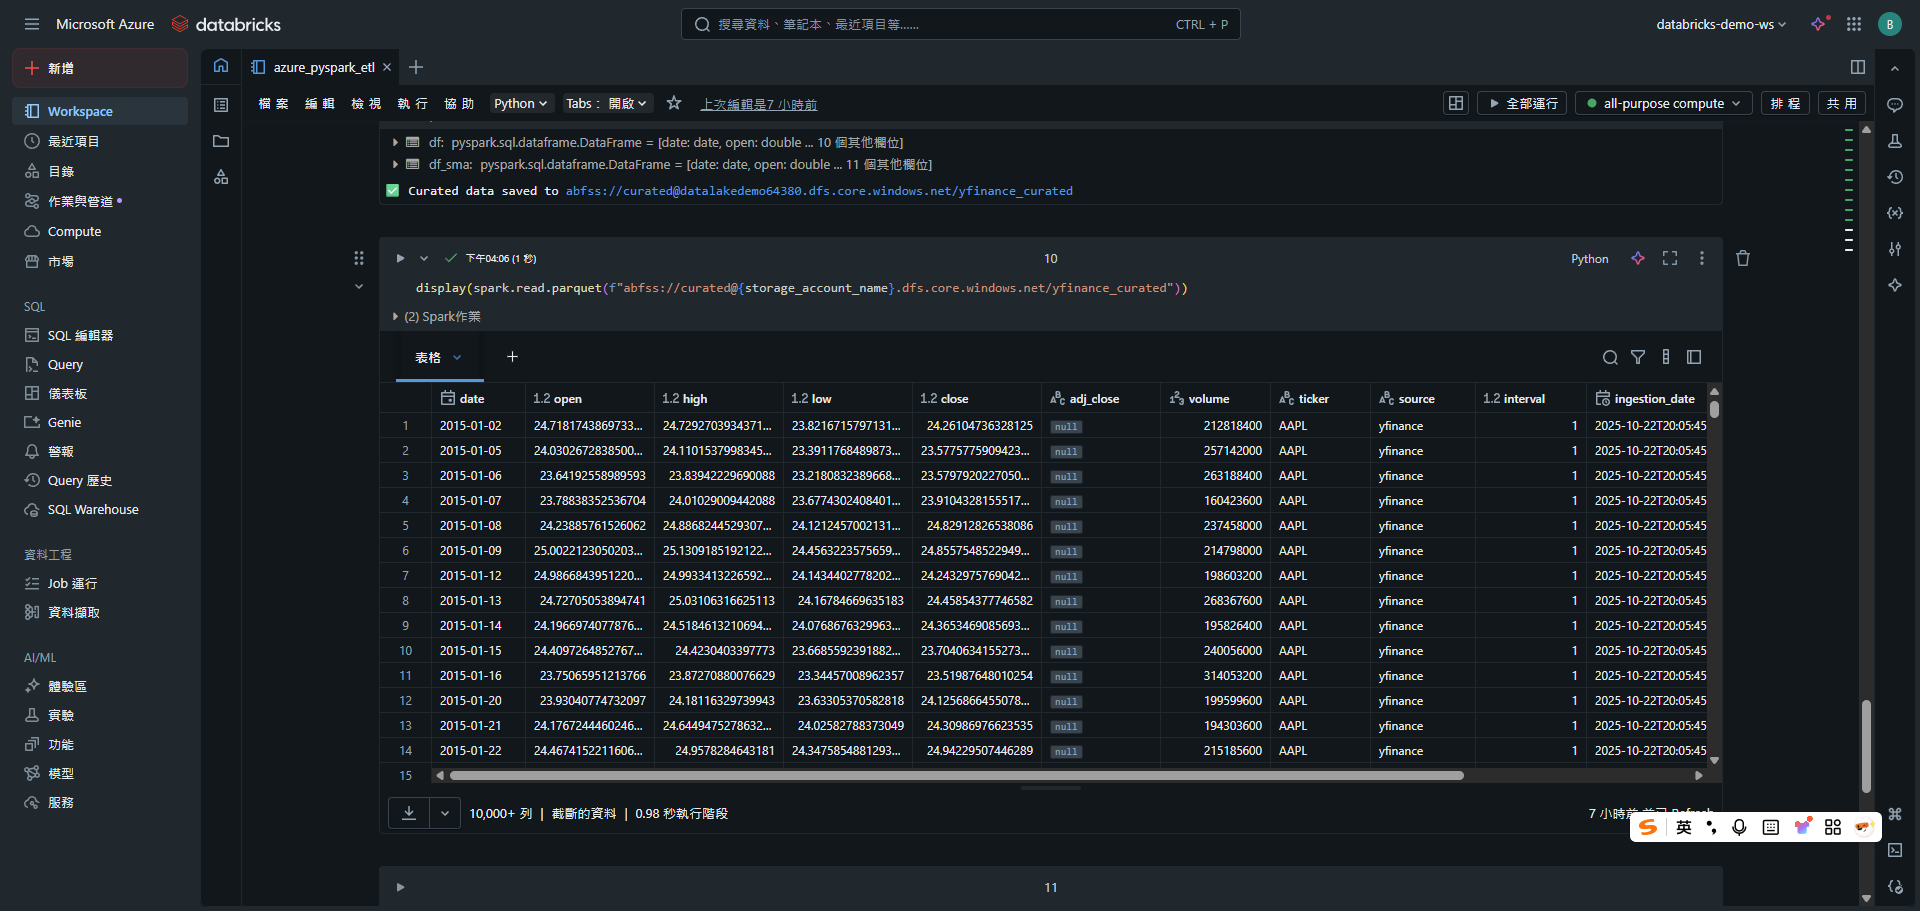 Microsoft Azure databricks
搜尋資料、筆記本、最近項目等...... CTRL + P
databricks-demo-ws B
新增
Workspace
最近項目
目錄
作業與管道
Compute
市場
SQL
SQL 編輯器
Query
儀表板
Genie
警報
Query 歷史
SQL Warehouse
資料工程
Job 運行
資料擷取
AI/ML
體驗區
實驗
功能
模型
服務
azure_pyspark_etl
檔案 編輯 檢視 執行 協助 Python Tabs： 開啟 上次編輯是7 小時前
全部運行 all-purpose compute 排程 共用
df: pyspark.sql.dataframe.DataFrame = [date: date, open: double ... 10 個其他欄位]
df_sma: pyspark.sql.dataframe.DataFrame = [date: date, open: double ... 11 個其他欄位]
Curated data saved to abfss://curated@datalakedemo64380.dfs.core.windows.net/yfinance_curated
下午04:06 (1 秒) 10 Python
display(spark.read.parquet(f"abfss://curated@{storage_account_name}.dfs.core.windows.net/yfinance_curated"))
(2) Spark作業
表格 +
date 1.2 open 1.2 high 1.2 low 1.2 close ABC adj_close 123 volume ABC ticker ABC source 1.2 interval ingestion_date
1 2015-01-02 24.7181743869733... 24.7292703934371... 23.8216715797131... 24.26104736328125 null 212818400 AAPL yfinance 1 2025-10-22T20:05:45
2 2015-01-05 24.0302672838500... 24.1101537998345... 23.3911768489873... 23.5775775909423... null 257142000 AAPL yfinance 1 2025-10-22T20:05:45
3 2015-01-06 23.64192558989593 23.83942229690088 23.2180832389668... 23.5797920227050... null 263188400 AAPL yfinance 1 2025-10-22T20:05:45
4 2015-01-07 23.78838352536704 24.01029009442088 23.6774302408401... 23.9104328155517... null 160423600 AAPL yfinance 1 2025-10-22T20:05:45
5 2015-01-08 24.23885761526062 24.8868244529307... 24.1212457002131... 24.82912826538086 null 237458000 AAPL yfinance 1 2025-10-22T20:05:45
6 2015-01-09 25.0022123050203... 25.1309185192122... 24.4563223575659... 24.8557548522949... null 214798000 AAPL yfinance 1 2025-10-22T20:05:45
7 2015-01-12 24.9866843951220... 24.9933413226592... 24.1434402778202... 24.2432975769042... null 198603200 AAPL yfinance 1 2025-10-22T20:05:45
8 2015-01-13 24.72705053894741 25.03106316625113 24.16784669635183 24.45854377746582 null 268367600 AAPL yfinance 1 2025-10-22T20:05:45
9 2015-01-14 24.1966974077876... 24.5184613210694... 24.0768676329963... 24.3653469085693... null 195826400 AAPL yfinance 1 2025-10-22T20:05:45
10 2015-01-15 24.4097264852767... 24.4230403397773 23.6685592391882... 23.7040634155273... null 240056000 AAPL yfinance 1 2025-10-22T20:05:45
11 2015-01-16 23.75065951213766 23.87270880076629 23.34457008962357 23.51987648010254 null 314053200 AAPL yfinance 1 2025-10-22T20:05:45
12 2015-01-20 23.93040774732097 24.18116329739943 23.63305370582818 24.1256866455078... null 199599600 AAPL yfinance 1 2025-10-22T20:05:45
13 2015-01-21 24.1767244460246... 24.6449475278632... 24.02582788373049 24.30986976623535 null 194303600 AAPL yfinance 1 2025-10-22T20:05:45
14 2015-01-22 24.4674152211606... 24.9578284643181 24.3475854881293... 24.94229507446289 null 215185600 AAPL yfinance 1 2025-10-22T20:05:45
15
10,000+ 列 | 截斷的資料 | 0.98 秒執行階段 7 小時前
英
11